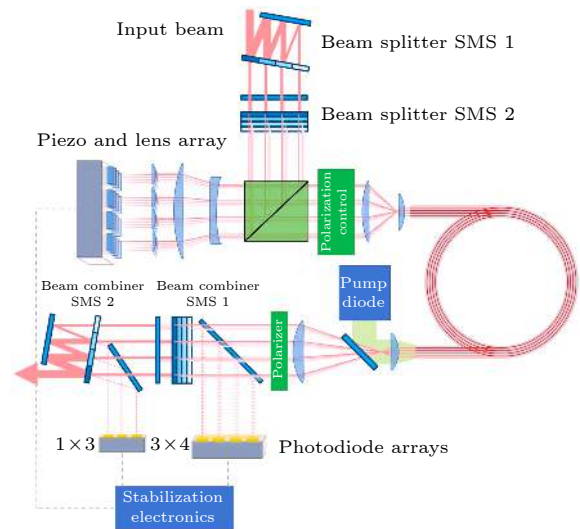 Input beam
Beam splitter SMS 1
Beam splitter SMS 2
Piezo and lens array
Polarization
control
Pump
diode
Beam combiner
SMS 2
Beam combiner
SMS 1
Polarizer
1×3
3×4
Photodiode arrays
Stabilization
electronics